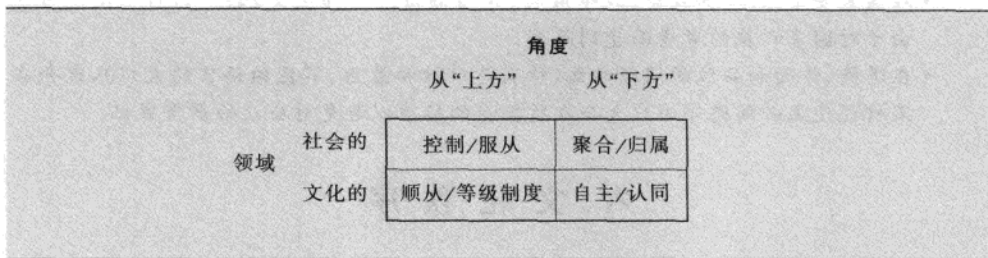 角度
从“上方” 从“下方”
社会的 控制/服从 聚合/归属
领域
文化的 顺从/等级制度 自主/认同